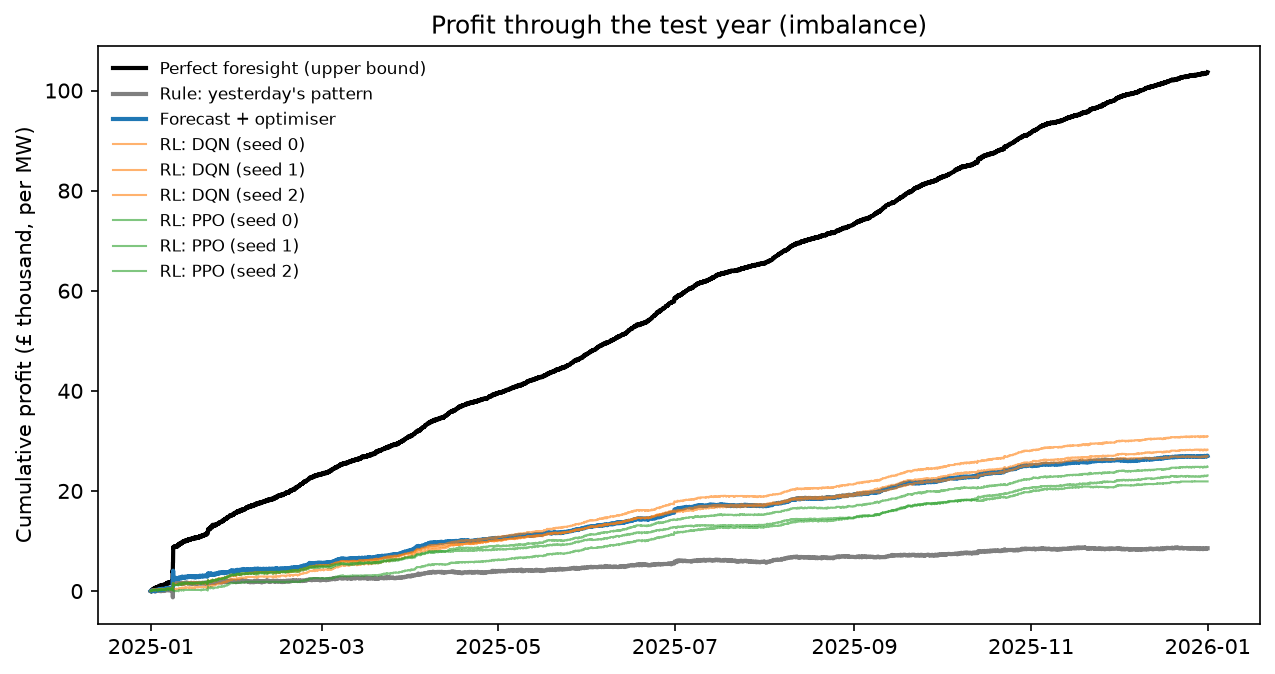 Profit through the test year (imbalance)
Cumulative profit (£ thousand, per MW)
100
80
60
40
20
0
Perfect foresight (upper bound)
Rule: yesterday's pattern
Forecast + optimiser
RL: DQN (seed 0)
RL: DQN (seed 1)
RL: DQN (seed 2)
RL: PPO (seed 0)
RL: PPO (seed 1)
RL: PPO (seed 2)
2025-01
2025-03
2025-05
2025-07
2025-09
2025-11
2026-01